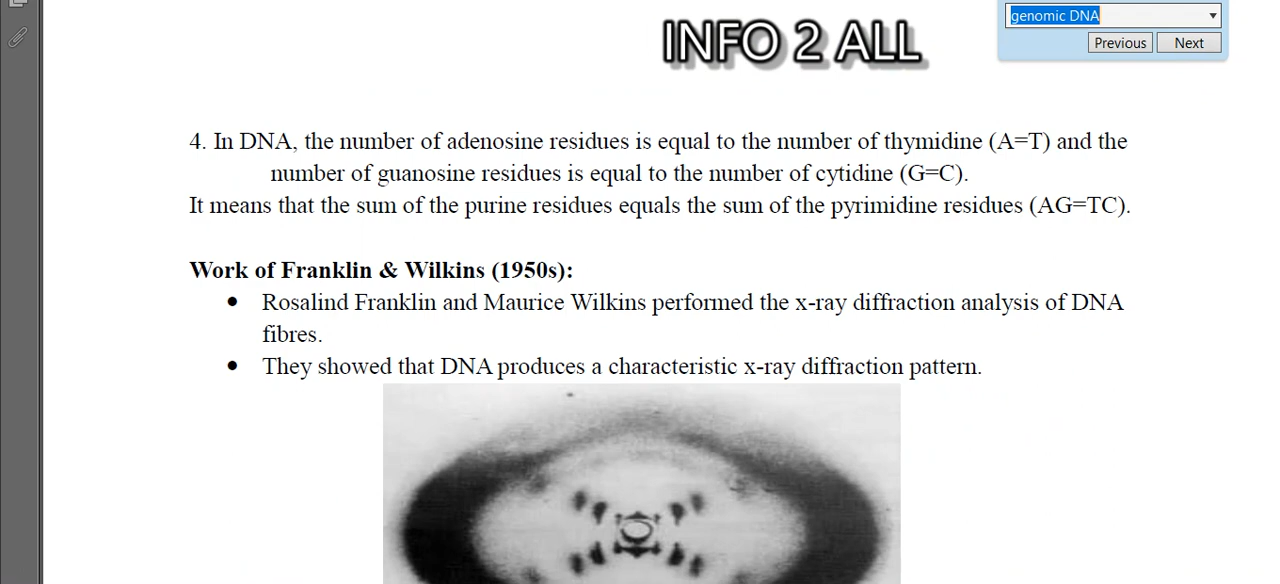 INFO 2 ALL
genomic DNA
Previous Next
4. In DNA, the number of adenosine residues is equal to the number of thymidine (A=T) and the
number of guanosine residues is equal to the number of cytidine (G=C).
It means that the sum of the purine residues equals the sum of the pyrimidine residues (AG=TC).
Work of Franklin & Wilkins (1950s):
• Rosalind Franklin and Maurice Wilkins performed the x-ray diffraction analysis of DNA
fibres.
• They showed that DNA produces a characteristic x-ray diffraction pattern.